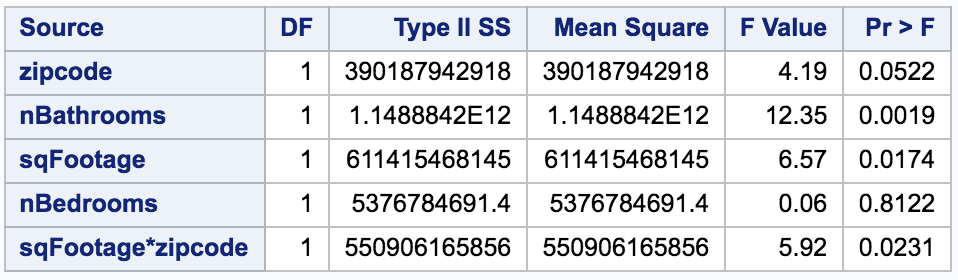 Source DF Type II SS Mean Square F Value Pr > F
zipcode 1 390187942918 390187942918 4.19 0.0522
nBathrooms 1 1.1488842E12 1.1488842E12 12.35 0.0019
sqFootage 1 611415468145 611415468145 6.57 0.0174
nBedrooms 1 5376784691.4 5376784691.4 0.06 0.8122
sqFootage*zipcode 1 550906165856 550906165856 5.92 0.0231